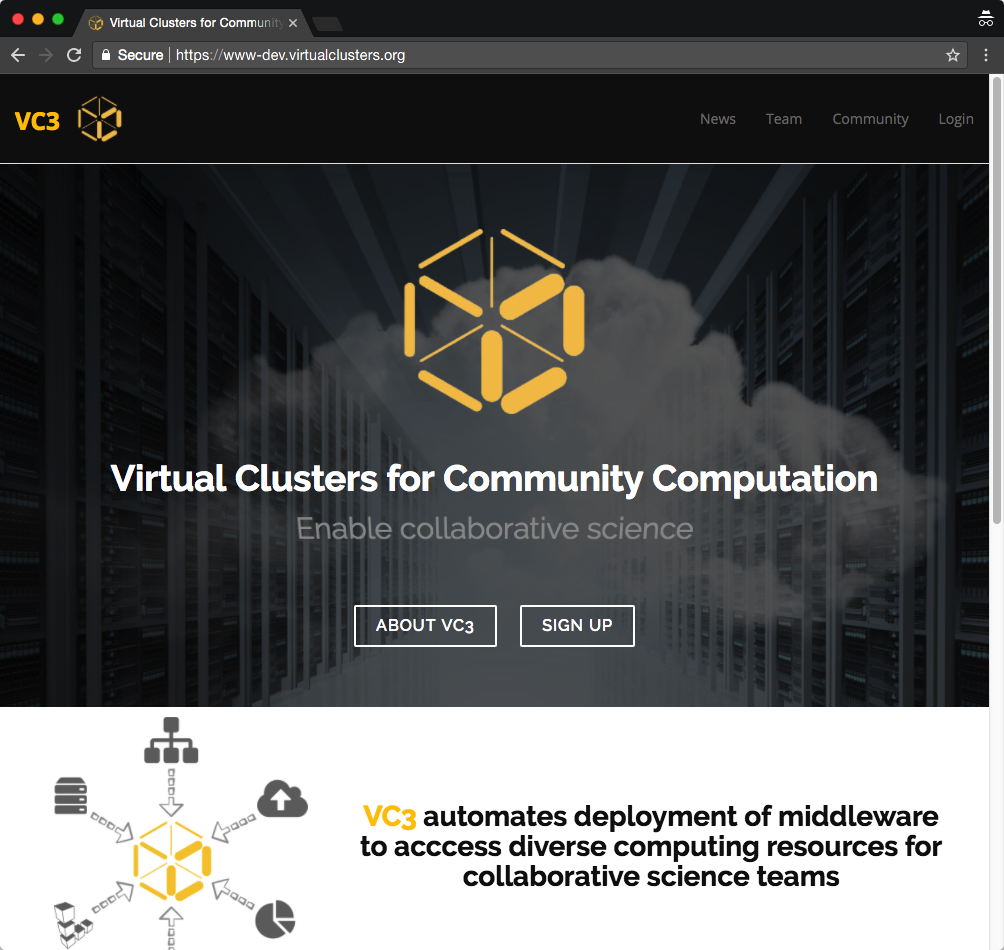 Virtual Clusters for Community
Secure https://www-dev.virtualclusters.org
VC3
News Team Community Login
Virtual Clusters for Community Computation
Enable collaborative science
ABOUT VC3 SIGN UP
VC3 automates deployment of middleware
to acccess diverse computing resources for
collaborative science teams